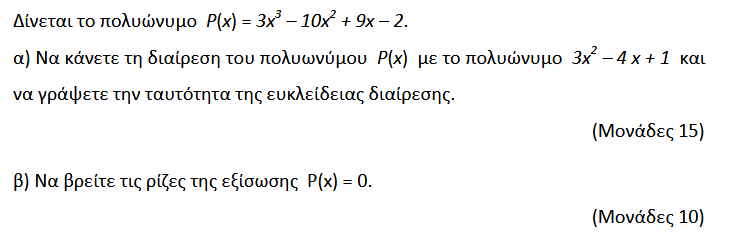 Δίνεται το πολυώνυμο P(x) = 3x³ – 10x² + 9x – 2.
α) Να κάνετε τη διαίρεση του πολυωνύμου P(x) με το πολυώνυμο 3x² – 4 x + 1 και
να γράψετε την ταυτότητα της ευκλείδειας διαίρεσης.
(Μονάδες 15)
β) Να βρείτε τις ρίζες της εξίσωσης P(x) = 0.
(Μονάδες 10)